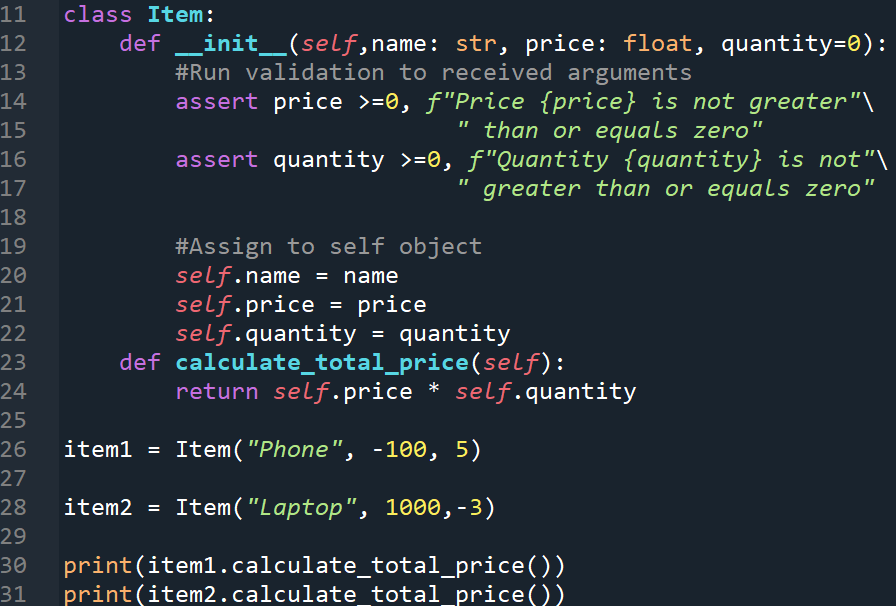 11 class Item:
12     def __init__(self,name: str, price: float, quantity=0):
13         #Run validation to received arguments
14         assert price >=0, f"Price {price} is not greater"\
15                             " than or equals zero"
16         assert quantity >=0, f"Quantity {quantity} is not"\
17                             " greater than or equals zero"
18
19         #Assign to self object
20         self.name = name
21         self.price = price
22         self.quantity = quantity
23     def calculate_total_price(self):
24         return self.price * self.quantity
25
26 item1 = Item("Phone", -100, 5)
27
28 item2 = Item("Laptop", 1000,-3)
29
30 print(item1.calculate_total_price())
31 print(item2.calculate_total_price())